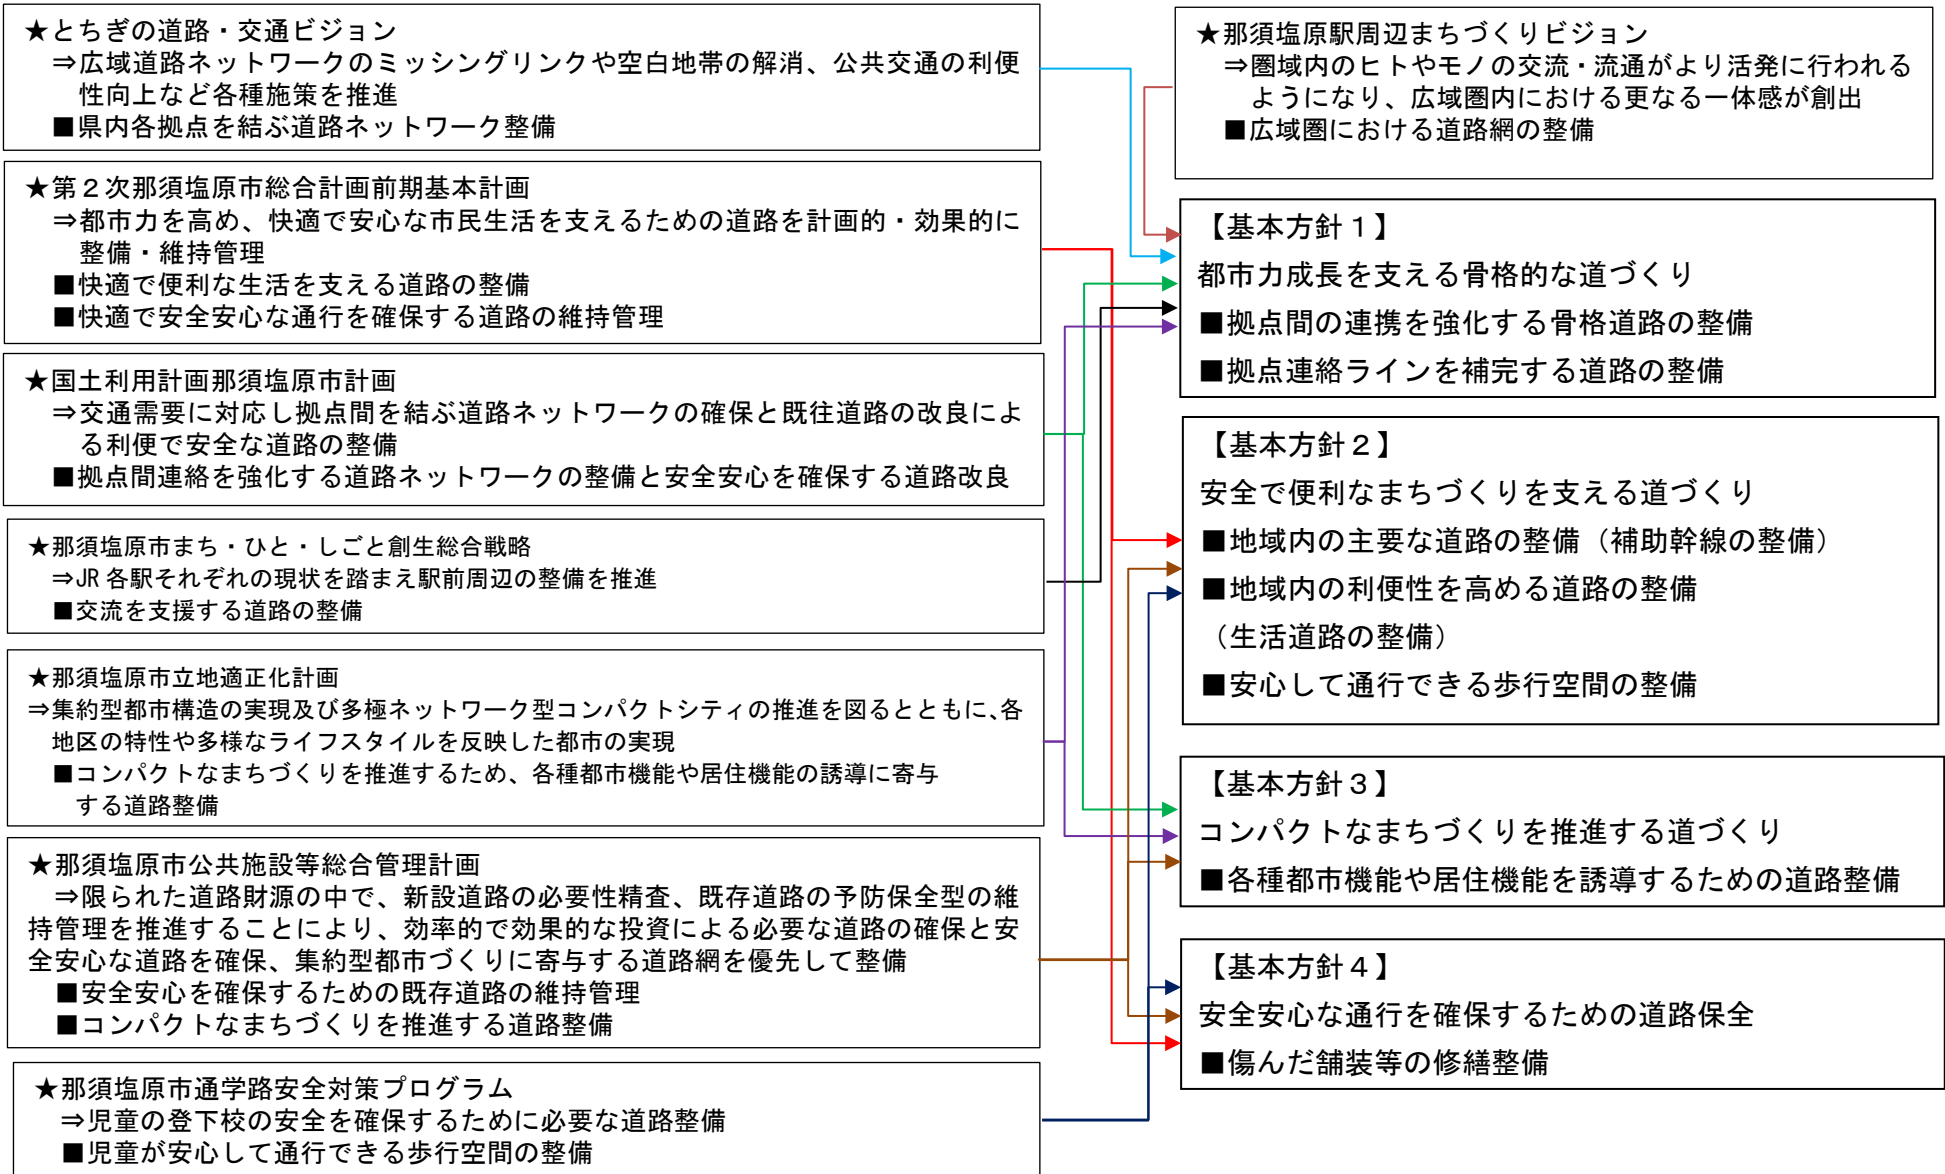 ★とちぎの道路・交通ビジョン
⇒広域道路ネットワークのミッシングリンクや空白地帯の解消、公共交通の利便
性向上など各種施策を推進
■県内各拠点を結ぶ道路ネットワーク整備
★第２次那須塩原市総合計画前期基本計画
⇒都市力を高め、快適で安心な市民生活を支えるための道路を計画的・効果的に
整備・維持管理
■快適で便利な生活を支える道路の整備
■快適で安全安心な通行を確保する道路の維持管理
★国土利用計画那須塩原市計画
⇒交通需要に対応し拠点間を結ぶ道路ネットワークの確保と既往道路の改良によ
る利便で安全な道路の整備
■拠点間連絡を強化する道路ネットワークの整備と安全安心を確保する道路改良
★那須塩原市まち・ひと・しごと創生総合戦略
⇒JR 各駅それぞれの現状を踏まえ駅前周辺の整備を推進
■交流を支援する道路の整備
★那須塩原市立地適正化計画
⇒集約型都市構造の実現及び多極ネットワーク型コンパクトシティの推進を図るとともに、各
地区の特性や多様なライフスタイルを反映した都市の実現
■コンパクトなまちづくりを推進するため、各種都市機能や居住機能の誘導に寄与
する道路整備
★那須塩原市公共施設等総合管理計画
⇒限られた道路財源の中で、新設道路の必要性精査、既存道路の予防保全型の維
持管理を推進することにより、効率的で効果的な投資による必要な道路の確保と安
全安心な道路を確保、集約型都市づくりに寄与する道路網を優先して整備
■安全安心を確保するための既存道路の維持管理
■コンパクトなまちづくりを推進する道路整備
★那須塩原市通学路安全対策プログラム
⇒児童の登下校の安全を確保するために必要な道路整備
■児童が安心して通行できる歩行空間の整備
★那須塩原駅周辺まちづくりビジョン
⇒圏域内のヒトやモノの交流・流通がより活発に行われる
ようになり、広域圏内における更なる一体感が創出
■広域圏における道路網の整備
【基本方針１】
都市力成長を支える骨格的な道づくり
■拠点間の連携を強化する骨格道路の整備
■拠点連絡ラインを補完する道路の整備
【基本方針２】
安全で便利なまちづくりを支える道づくり
■地域内の主要な道路の整備（補助幹線の整備）
■地域内の利便性を高める道路の整備
（生活道路の整備）
■安心して通行できる歩行空間の整備
【基本方針３】
コンパクトなまちづくりを推進する道づくり
■各種都市機能や居住機能を誘導するための道路整備
【基本方針４】
安全安心な通行を確保するための道路保全
■傷んだ舗装等の修繕整備